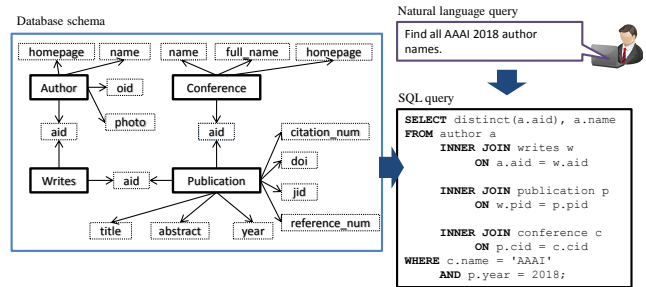 Database schema
homepage
name
name
full_name
homepage
Author
oid
Conference
photo
aid
aid
citation_num
doi
Writes
aid
Publication
jid
reference_num
title
abstract
year
Natural language query
Find all AAAI 2018 author
names.
SQL query
SELECT distinct(a.aid), a.name
FROM author a
INNER JOIN writes w
ON a.aid = w.aid
INNER JOIN publication p
ON w.pid = p.pid
INNER JOIN conference c
ON p.cid = c.cid
WHERE c.name = 'AAAI'
AND p.year = 2018;